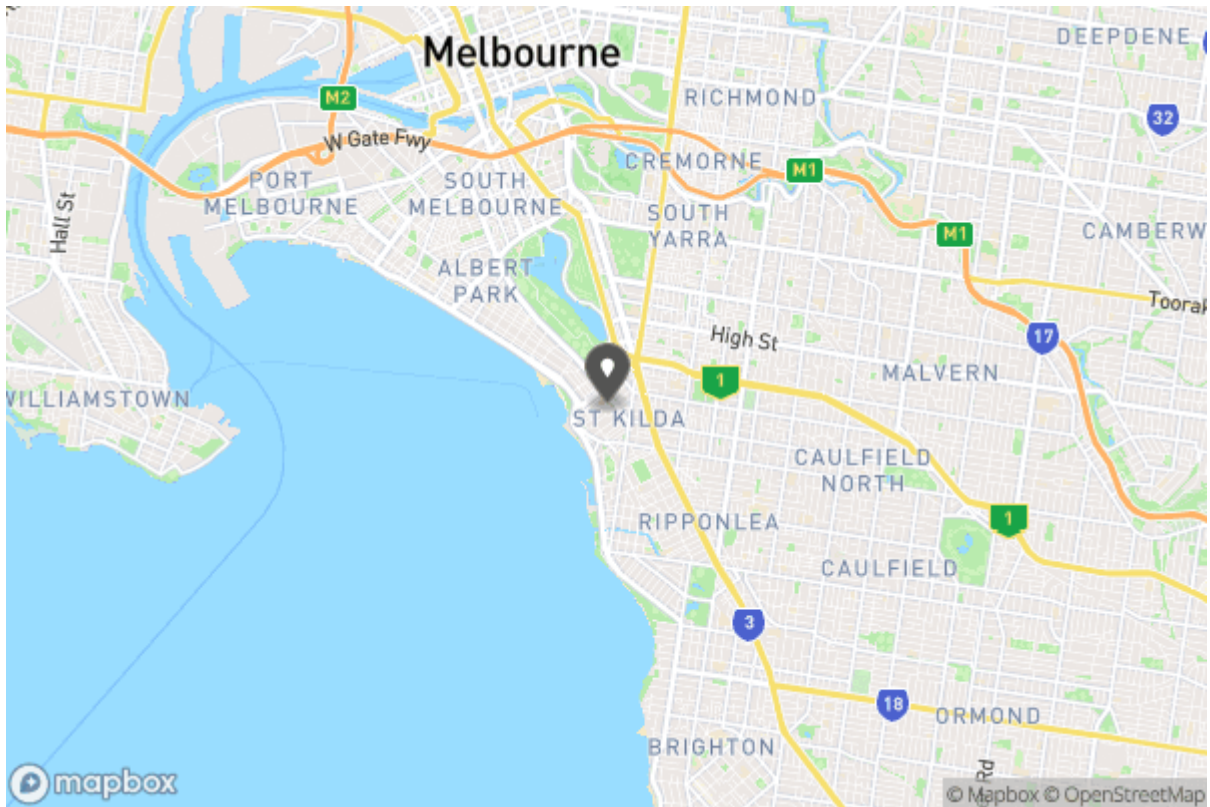 Melbourne
DEEPDENE
M2
RICHMOND
32
W Gate Fwy
CREMORNE
M1
PORT
MELBOURNE
SOUTH
MELBOURNE
Hall St
SOUTH
YARRA
M1
CAMBERW
ALBERT
PARK
Toorak
High St
17
1
MALVERN
WILLIAMSTOWN
ST KILDA
CAULFIELD
NORTH
RIPPONLEA
1
CAULFIELD
3
18
ORMOND
BRIGHTON
Rd
mapbox
© Mapbox © OpenStreetMap